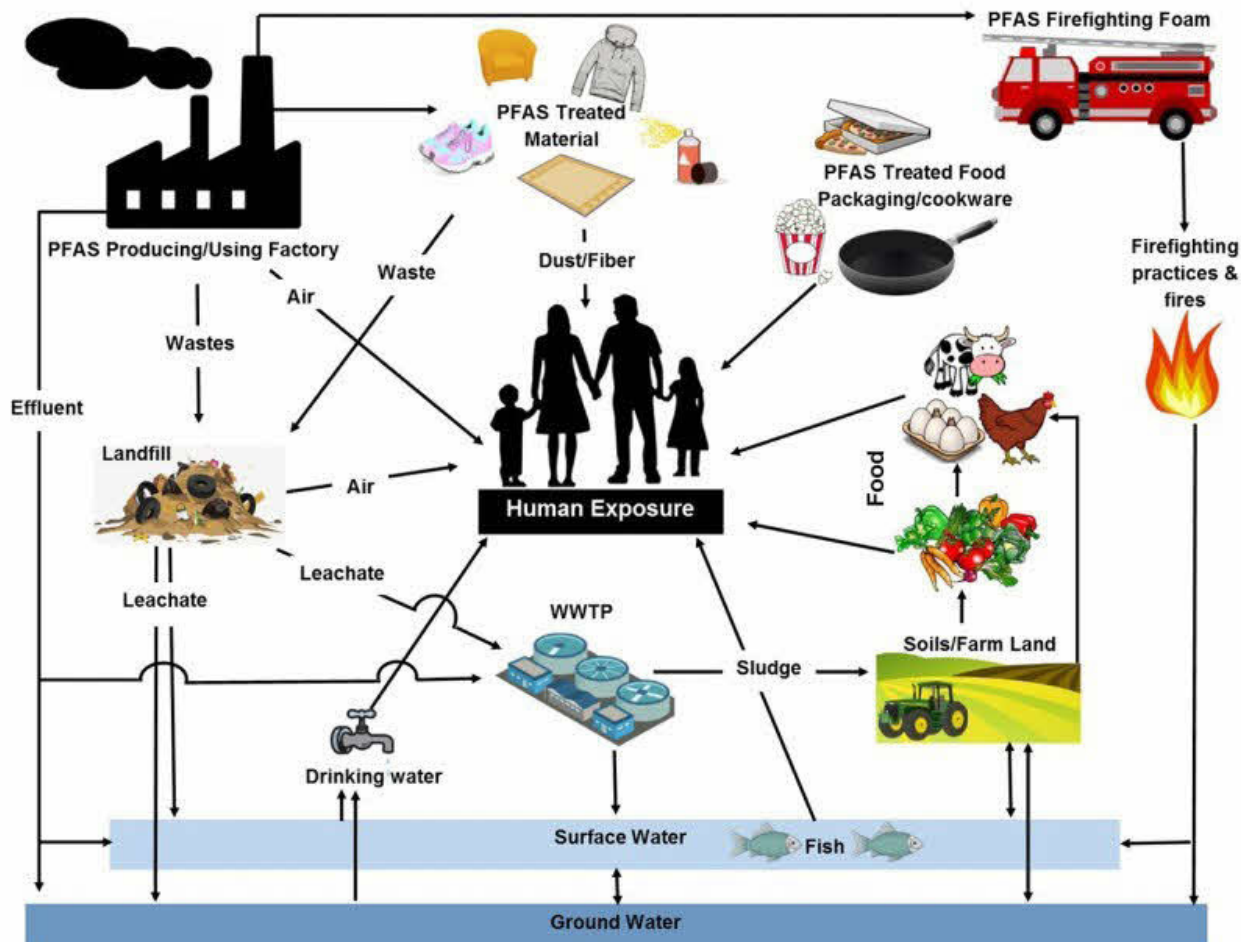 PFAS Firefighting Foam
PFAS Treated
Material
PFAS Treated Food
Packaging/cookware
PFAS Producing/Using Factory
Dust/Fiber
Waste
Air
Firefighting
practices &
fires
Wastes
Effluent
Landfill
Air
Food
Human Exposure
Leachate
Leachate
WWTP
Soils/Farm Land
Sludge
Drinking water
Surface Water
Fish
Ground Water